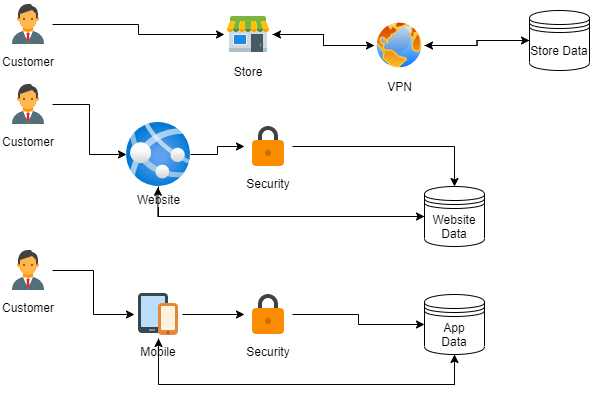 Customer
Store
VPN
Store Data
Customer
Website
Security
Website
Data
Customer
Mobile
Security
App
Data